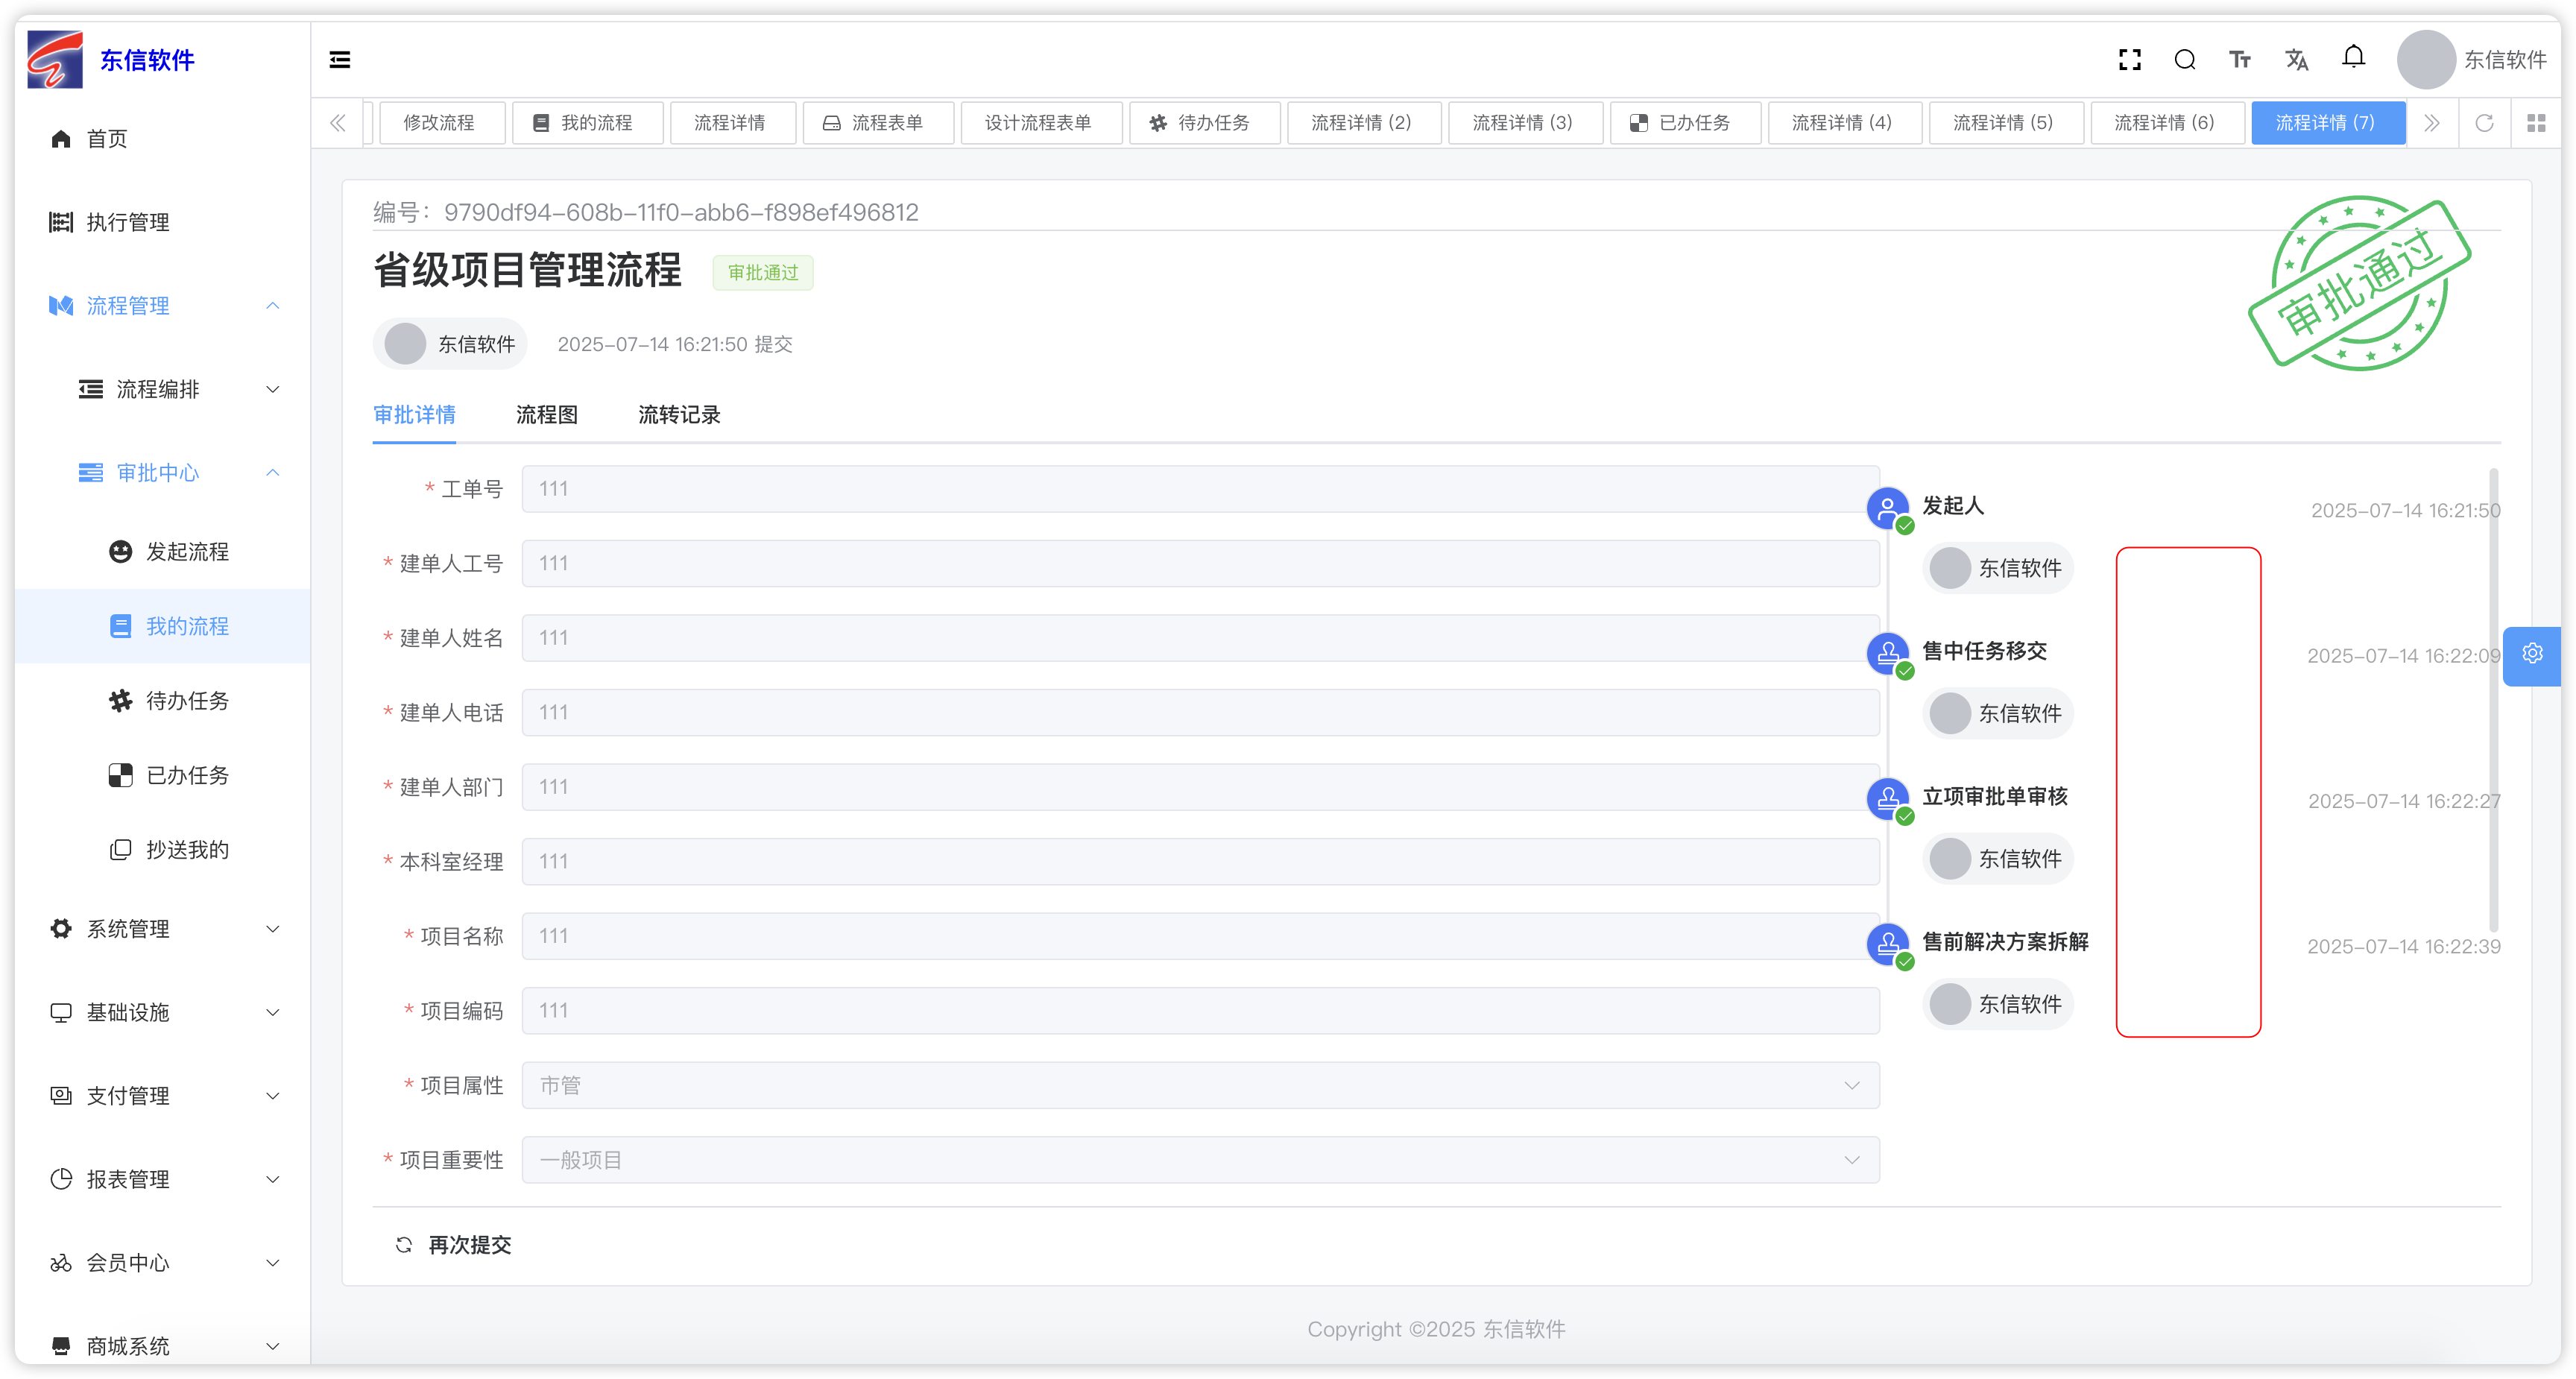 东信软件
东信软件
首页
执行管理
流程管理
流程编排
审批中心
发起流程
我的流程
待办任务
已办任务
抄送我的
系统管理
基础设施
支付管理
报表管理
会员中心
商城系统
修改流程
我的流程
流程详情
流程表单
设计流程表单
待办任务
流程详情 (2)
流程详情 (3)
已办任务
流程详情 (4)
流程详情 (5)
流程详情 (6)
流程详情 (7)
编号：9790df94-608b-11f0-abb6-f898ef496812
省级项目管理流程 审批通过
审批通过
东信软件 2025-07-14 16:21:50 提交
审批详情 流程图 流转记录
* 工单号 111
* 建单人工号 111
* 建单人姓名 111
* 建单人电话 111
* 建单人部门 111
* 本科室经理 111
* 项目名称 111
* 项目编码 111
* 项目属性 市管
* 项目重要性 一般项目
发起人 2025-07-14 16:21:50
东信软件
售中任务移交 2025-07-14 16:22:09
东信软件
立项审批单审核 2025-07-14 16:22:27
东信软件
售前解决方案拆解 2025-07-14 16:22:39
东信软件
再次提交
Copyright ©2025 东信软件